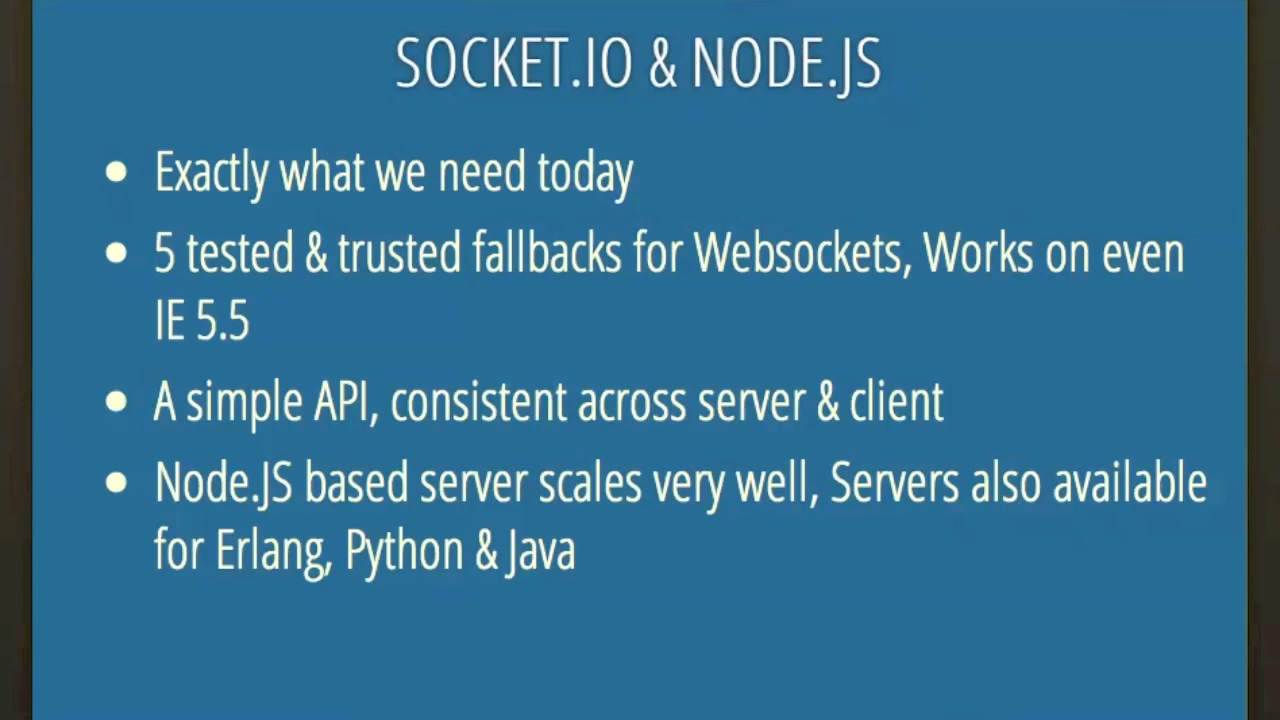 SOCKET.IO & NODE.JS
Exactly what we need today
5 tested & trusted fallbacks for Websockets, Works on even
IE 5.5
A simple API, consistent across server & client
Node.JS based server scales very well, Servers also available
for Erlang, Python & Java